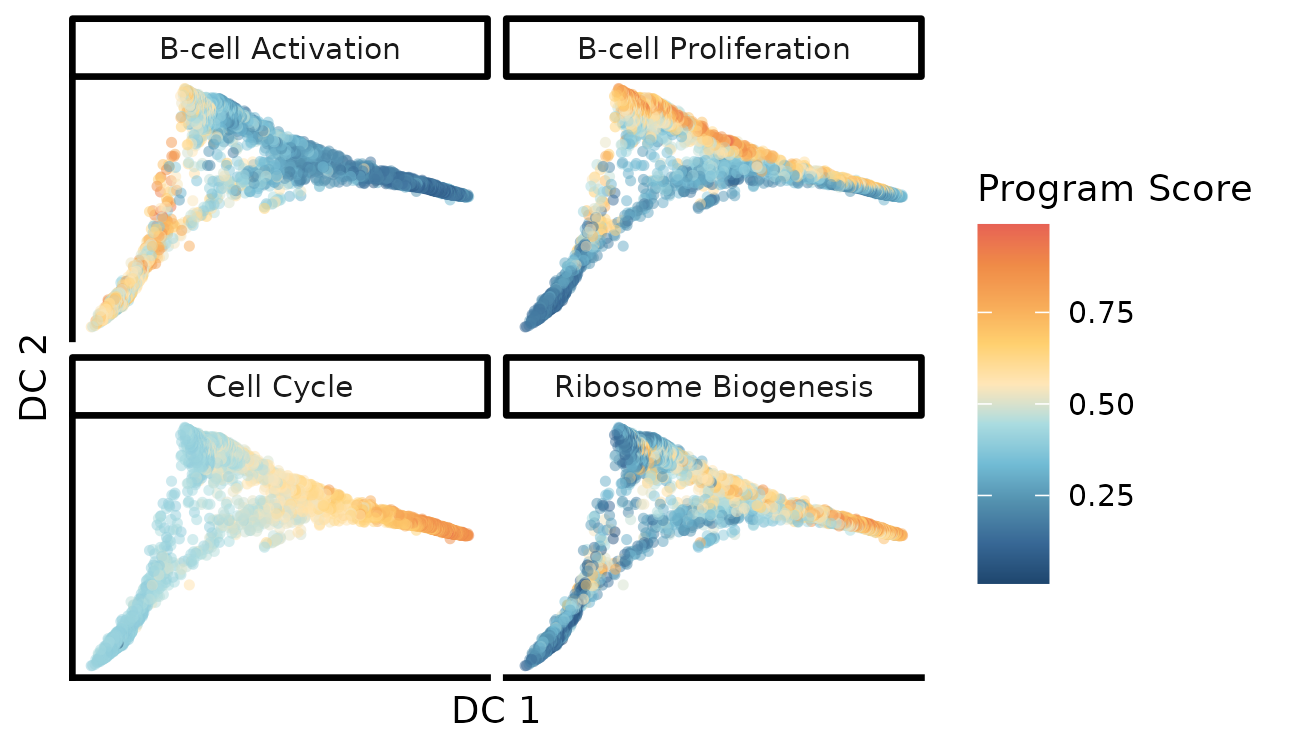 B-cell Activation
B-cell Proliferation
Cell Cycle
Ribosome Biogenesis
DC 2
DC 1
Program Score
0.75
0.50
0.25